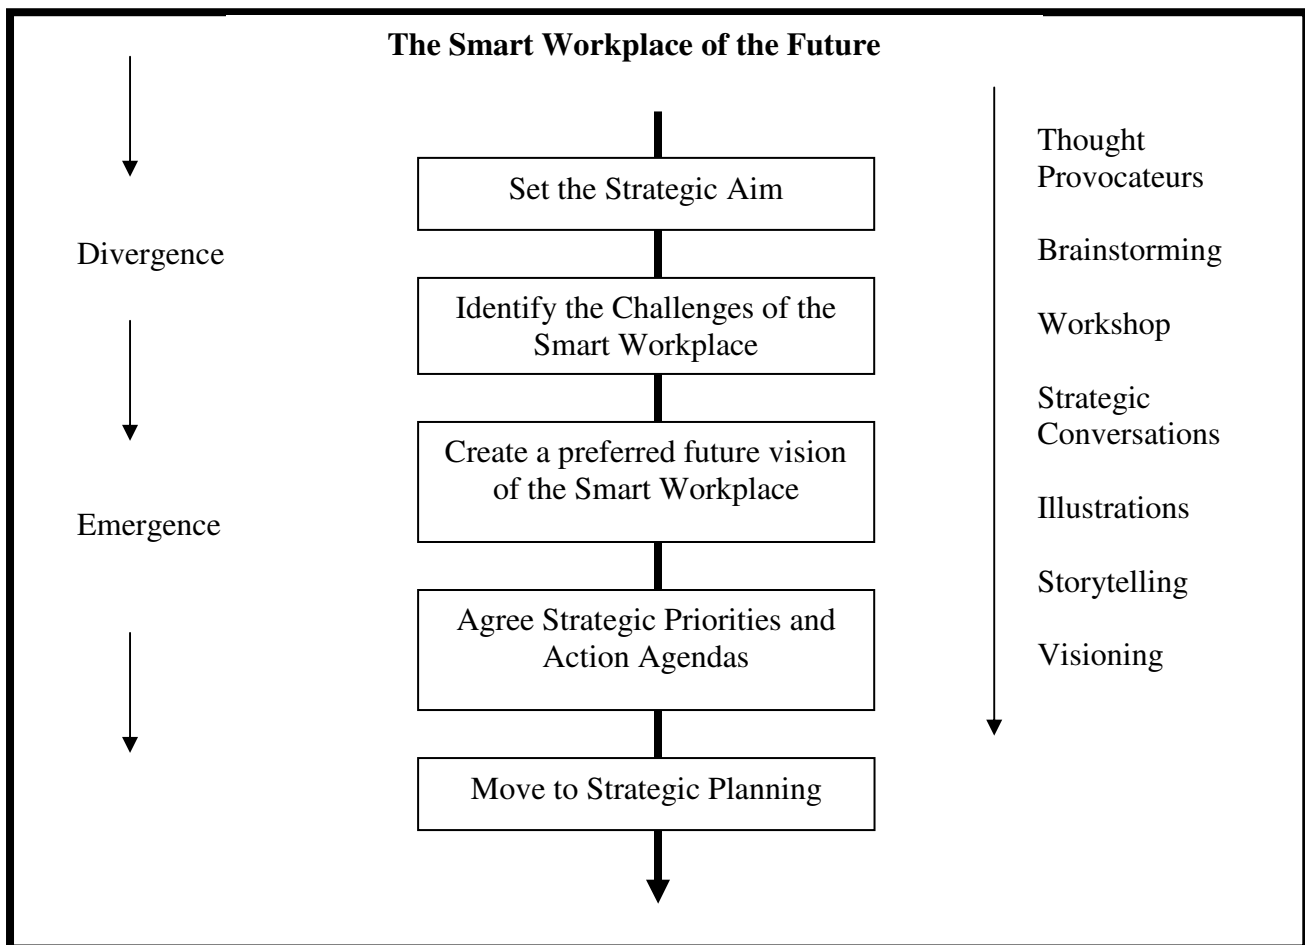 The Smart Workplace of the Future
Divergence
Emergence
Set the Strategic Aim
Identify the Challenges of the
Smart Workplace
Create a preferred future vision
of the Smart Workplace
Agree Strategic Priorities and
Action Agendas
Move to Strategic Planning
Thought
Provocateurs
Brainstorming
Workshop
Strategic
Conversations
Illustrations
Storytelling
Visioning